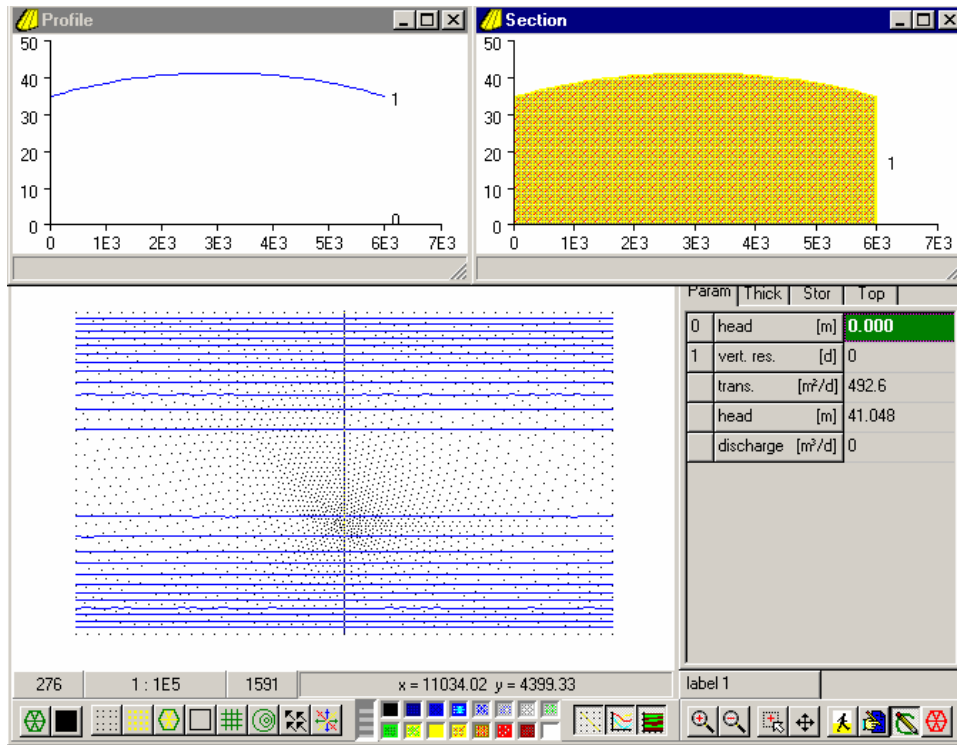 Profile
50
40
30
20
10
0
1
0
0 1E3 2E3 3E3 4E3 5E3 6E3 7E3
Section
50
40
30
20
10
0
1
0 1E3 2E3 3E3 4E3 5E3 6E3 7E3
Param Thick Stor Top
0 head [m] 0.000
1 vert. res. [d] 0
trans. [m²/d] 492.6
head [m] 41.048
discharge [m³/d] 0
276 1 : 1E5 1591 x = 11034.02 y = 4399.33
label 1